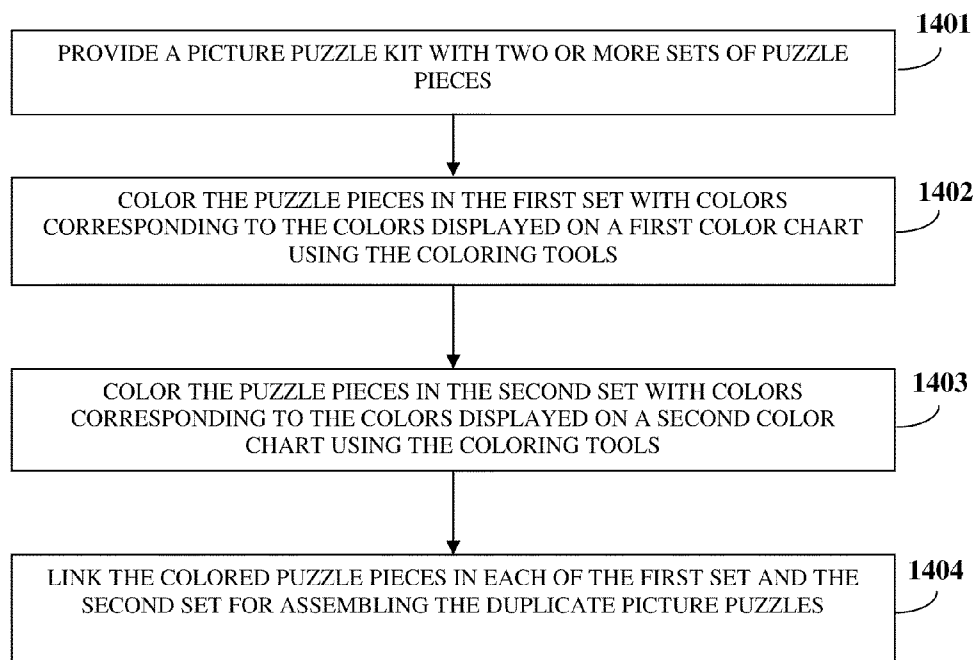 1401
PROVIDE A PICTURE PUZZLE KIT WITH TWO OR MORE SETS OF PUZZLE
PIECES
1402
COLOR THE PUZZLE PIECES IN THE FIRST SET WITH COLORS
CORRESPONDING TO THE COLORS DISPLAYED ON A FIRST COLOR CHART
USING THE COLORING TOOLS
1403
COLOR THE PUZZLE PIECES IN THE SECOND SET WITH COLORS
CORRESPONDING TO THE COLORS DISPLAYED ON A SECOND COLOR
CHART USING THE COLORING TOOLS
1404
LINK THE COLORED PUZZLE PIECES IN EACH OF THE FIRST SET AND THE
SECOND SET FOR ASSEMBLING THE DUPLICATE PICTURE PUZZLES